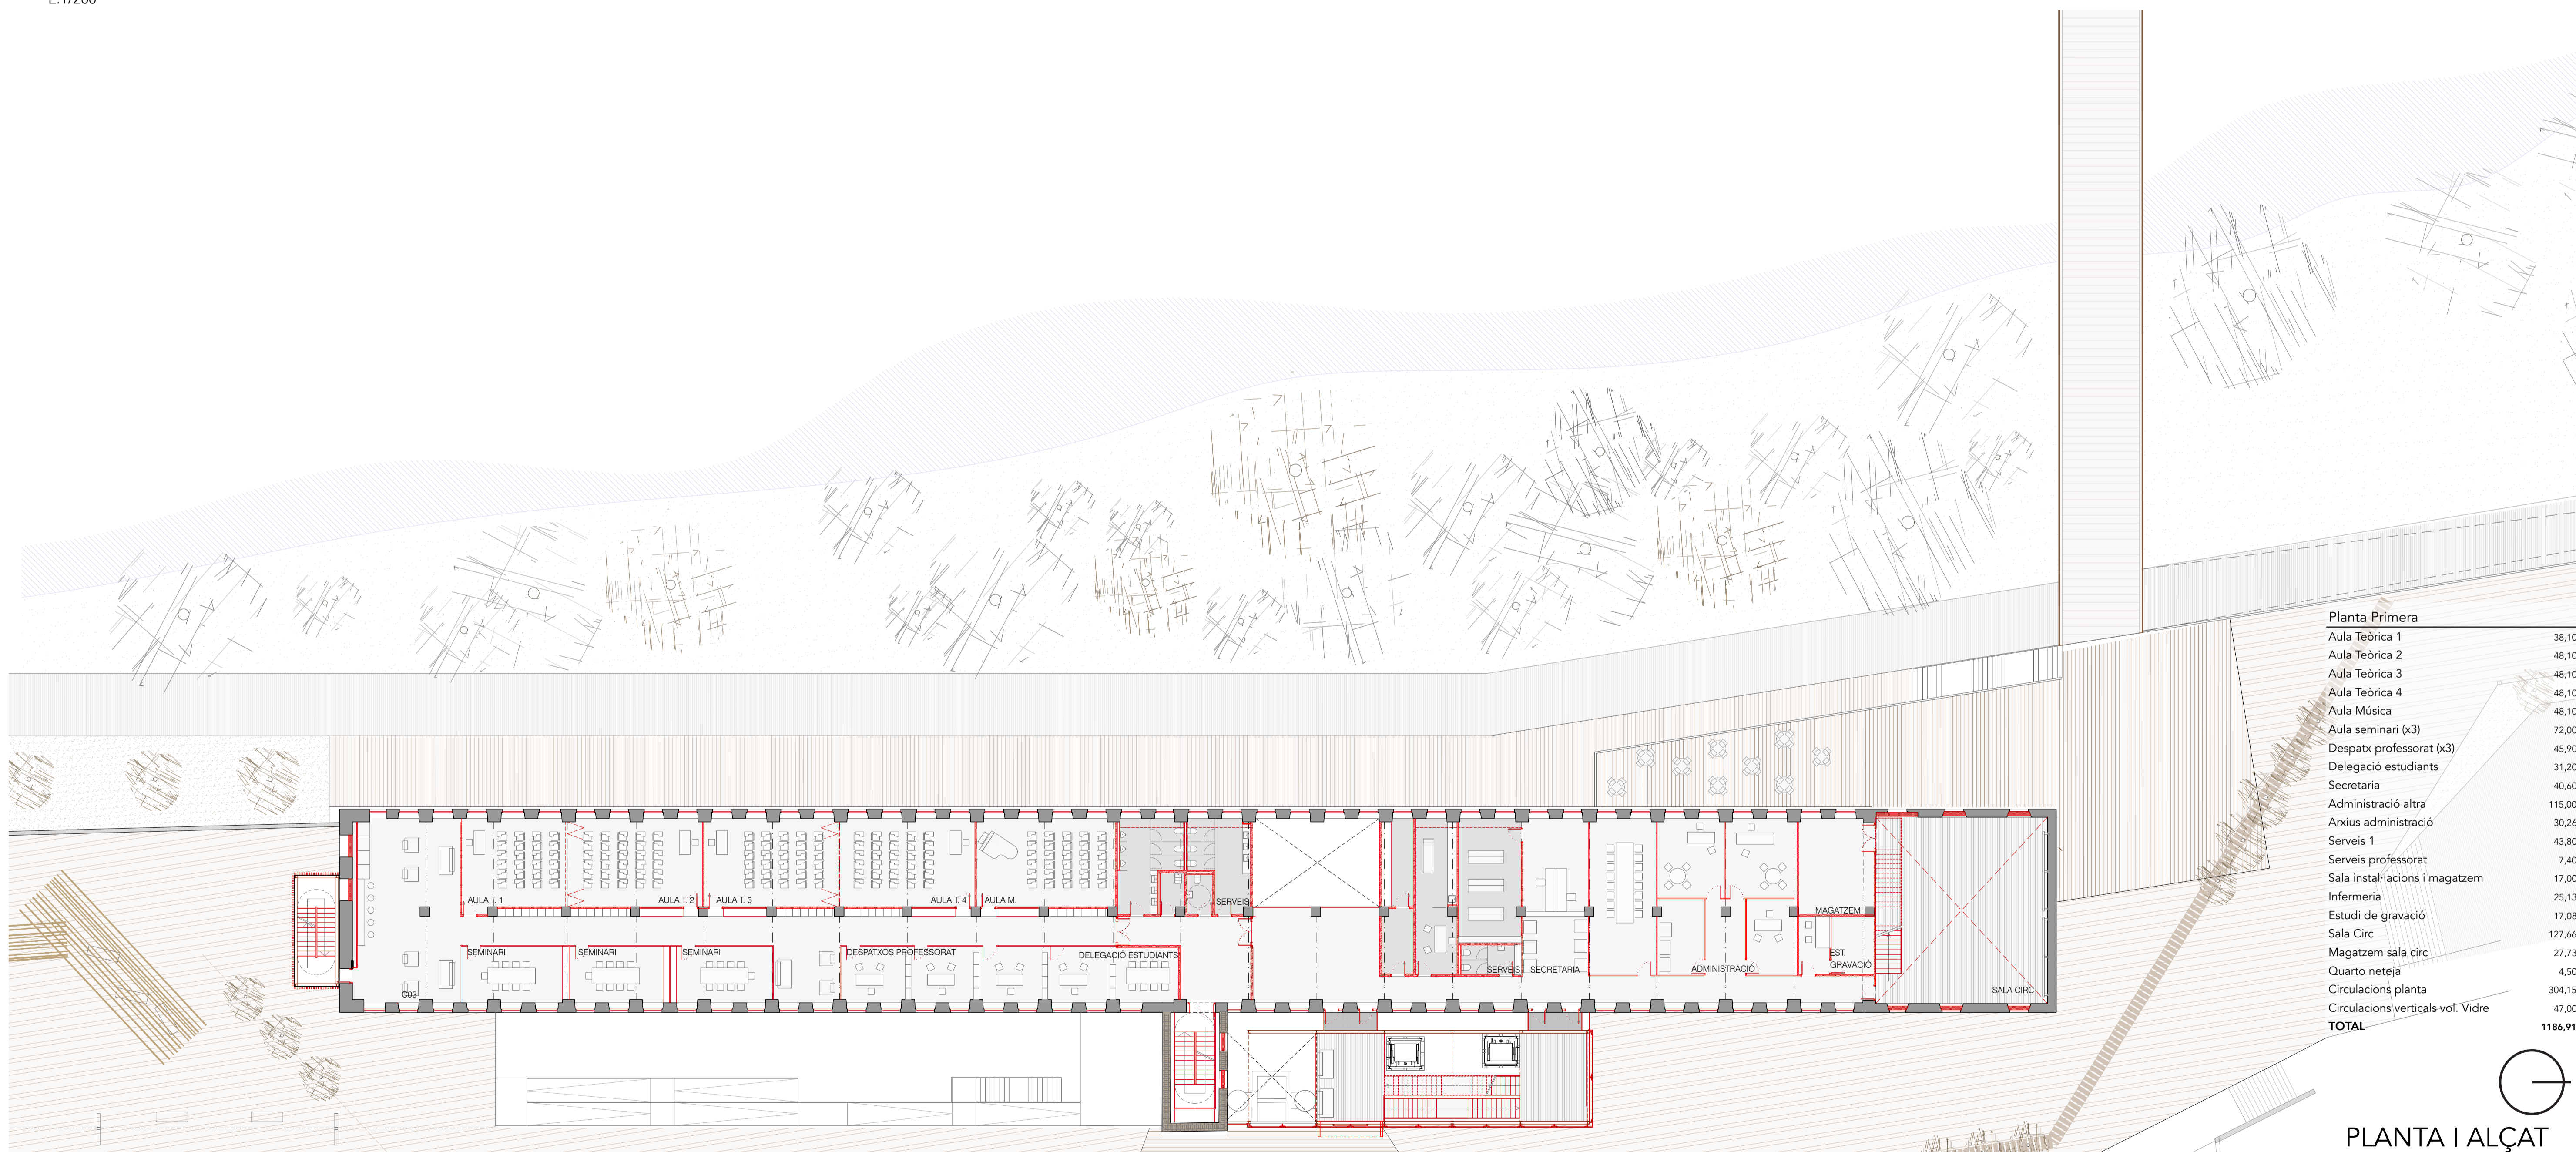 AULA T. 1
AULA T. 2
AULA T. 3
AULA T. 4
AULA M.
SERVEIS
MAGATZEM
SEMINARI
SEMINARI
SEMINARI
DESPATXOS PROFESSORAT
DELEGACIÓ ESTUDIANTS
SERVEIS
SECRETARIA
ADMINISTRACIÓ
EST.
GRAVACIÓ
C03
SALA CIRC
Planta Primera
Aula Teòrica 1 38,10
Aula Teòrica 2 48,10
Aula Teòrica 3 48,10
Aula Teòrica 4 48,10
Aula Música 48,10
Aula seminari (x3) 72,00
Despatx professorat (x3) 45,90
Delegació estudiants 31,20
Secretaria 40,60
Administració altra 115,00
Arxius administració 30,26
Serveis 1 43,80
Serveis professorat 7,40
Sala instal·lacions i magatzem 17,00
Infermeria 25,13
Estudi de gravació 17,08
Sala Circ 127,66
Magatzem sala circ 27,73
Quarto neteja 4,50
Circulacions planta 304,15
Circulacions verticals vol. Vidre 47,00
TOTAL 1186,91
PLANTA I ALÇAT